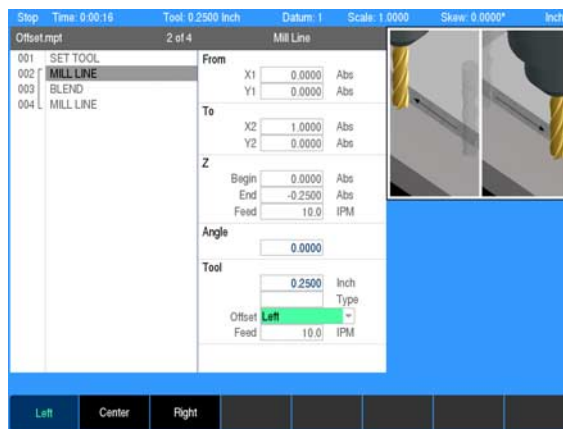 Stop Time: 0:00:16 Tool: 0.2500 Inch Datum: 1 Scale: 1.0000 Skew: 0.0000° Inch
Offset.mpt 2 of 4 Mill Line
001 SET TOOL
002 MILL LINE
003 BLEND
004 MILL LINE
From
X1 0.0000 Abs
Y1 0.0000 Abs
To
X2 1.0000 Abs
Y2 0.0000 Abs
Z
Begin 0.0000 Abs
End -0.2500 Abs
Feed 10.0 IPM
Angle
0.0000
Tool
0.2500 Inch
Type
Offset Left
Feed 10.0 IPM
Left Center Right